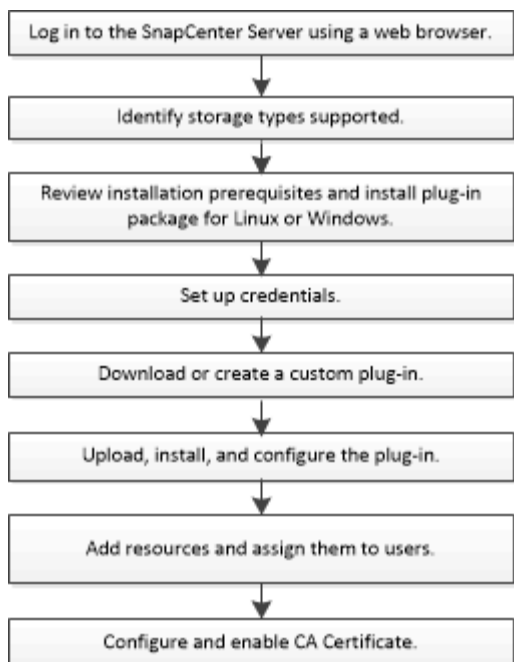 Log in to the SnapCenter Server using a web browser.
Identify storage types supported.
Review installation prerequisites and install plug-in
package for Linux or Windows.
Set up credentials.
Download or create a custom plug-in.
Upload, install, and configure the plug-in.
Add resources and assign them to users.
Configure and enable CA Certificate.